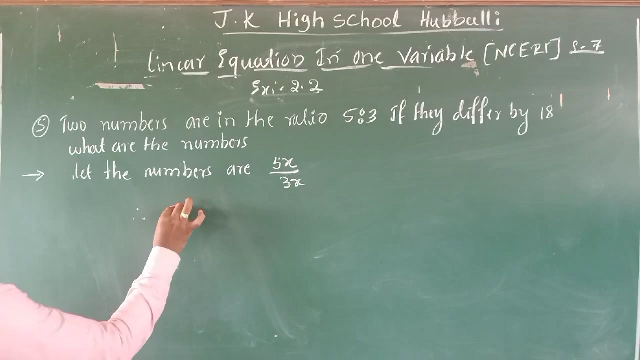 J.K High School Hubballi
Linear Equation In one Variable [NCERT]
Ex: 2.2
⑤ Two numbers are in the ratio 5:3 If they differ by 18
what are the numbers
→ Let the numbers are 5x/3x
∴